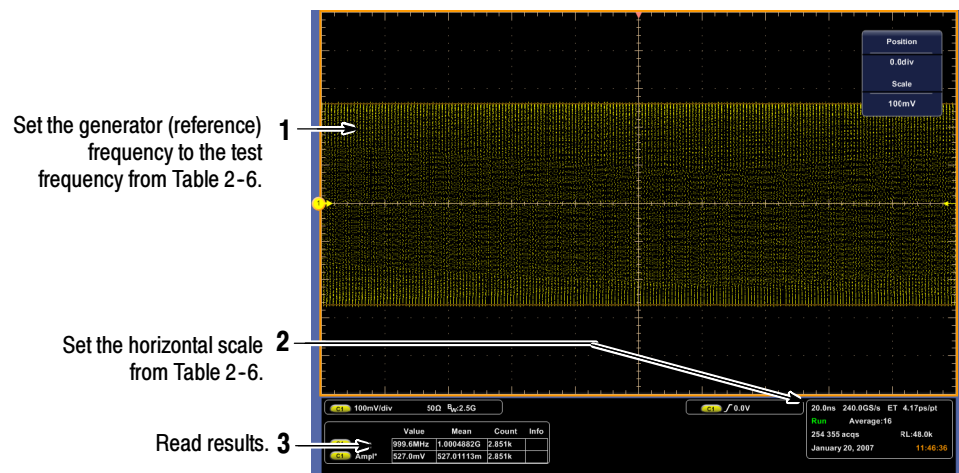 Position
0.0div
Scale
100mV
Set the generator (reference) 1
frequency to the test
frequency from Table 2-6.
1
Set the horizontal scale 2
from Table 2-6.
C1 100mV/div 50Ω BW:2.5G
C1 ∫ 0.0V
20.0ns 240.0GS/s ET 4.17ps/pt
Run Average:16
254 355 acqs RL:48.0k
January 20, 2007 11:46:36
Read results. 3
Value Mean Count Info
C1 999.6MHz 1.0004882G 2.851k
C1 Ampl* 527.0mV 527.01113m 2.851k